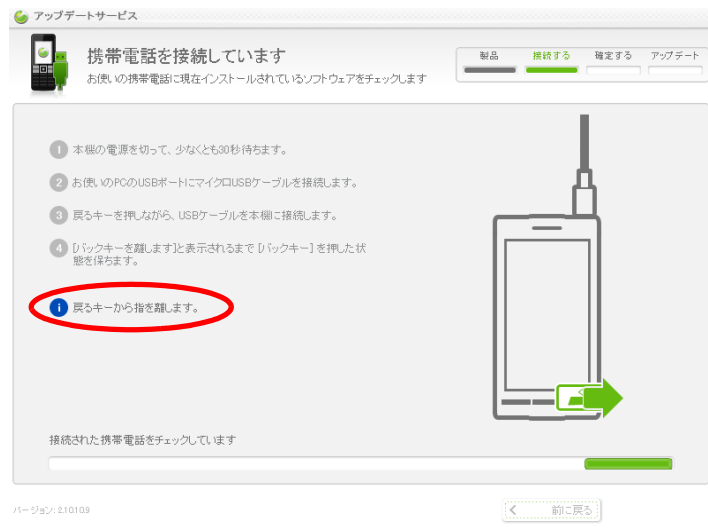 アップデートサービス
携帯電話を接続しています
お使いの携帯電話に現在インストールされているソフトウェアをチェックします
製品 接続する 確定する アップデート
1 本機の電源を切って、少なくとも30秒待ちます。
2 お使いのPCのUSBポートにマイクロUSBケーブルを接続します。
3 戻るキーを押しながら、USBケーブルを本機に接続します。
4 [バックキーを離します]と表示されるまで [バックキー] を押した状
態を保ちます。
i 戻るキーから指を離します。
接続された携帯電話をチェックしています
バージョン: 2.10.10.9
前に戻る